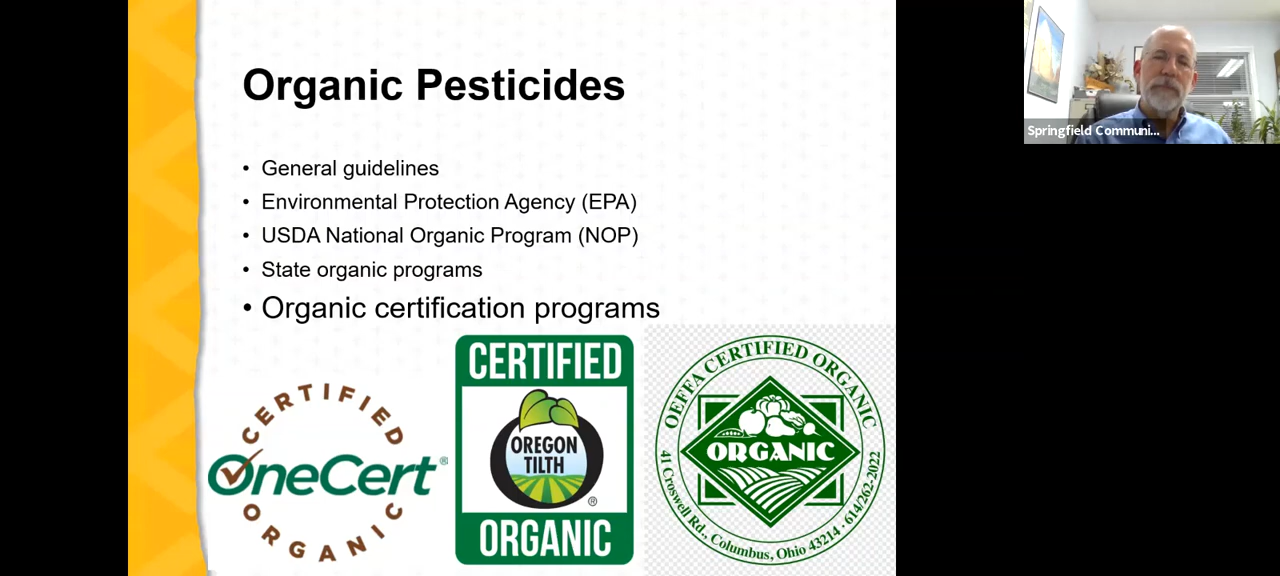 Organic Pesticides
• General guidelines
• Environmental Protection Agency (EPA)
• USDA National Organic Program (NOP)
• State organic programs
• Organic certification programs
CERTIFIED
OneCert®
ORGANIC
CERTIFIED
OREGON
TILTH
®
ORGANIC
OEFFA CERTIFIED ORGANIC
ORGANIC
41 Croswell Rd., Columbus, Ohio 43214 · 614/262-2022
Springfield Communi...